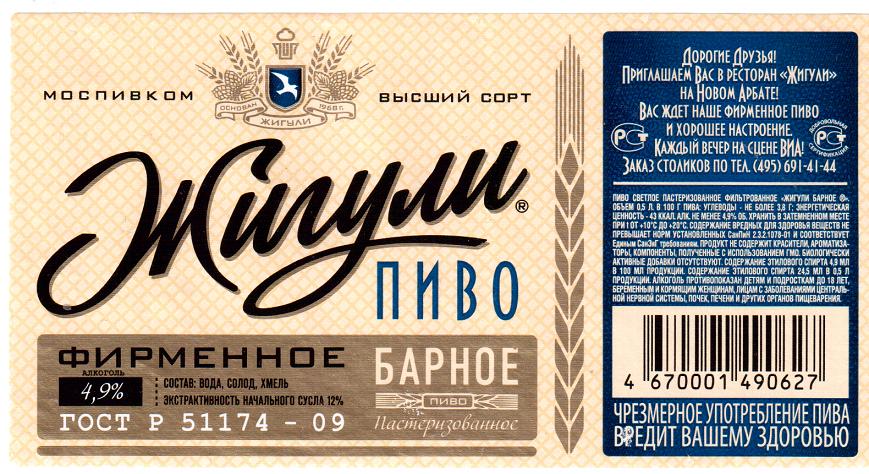 МОСПИВКОМ
ОСНОВАН 1968 г.
ЖИГУЛИ
ВЫСШИЙ СОРТ
Жигули ®
ПИВО
ФИРМЕННОЕ
БАРНОЕ
АЛКОГОЛЬ
4,9%
СОСТАВ: ВОДА, СОЛОД, ХМЕЛЬ
ЭКСТРАКТИВНОСТЬ НАЧАЛЬНОГО СУСЛА 12%
ПИВО
ГОСТ Р 51174 - 09
Пастеризованное
ДОРОГИЕ ДРУЗЬЯ!
ПРИГЛАШАЕМ ВАС В РЕСТОРАН «ЖИГУЛИ»
НА НОВОМ АРБАТЕ!
ВАС ЖДЕТ НАШЕ ФИРМЕННОЕ ПИВО
И ХОРОШЕЕ НАСТРОЕНИЕ.
КАЖДЫЙ ВЕЧЕР НА СЦЕНЕ ВИА!
ЗАКАЗ СТОЛИКОВ ПО ТЕЛ. (495) 691-41-44
ДОБРОВОЛЬНАЯ
СЕРТИФИКАЦИЯ
ПИВО СВЕТЛОЕ ПАСТЕРИЗОВАННОЕ ФИЛЬТРОВАННОЕ «ЖИГУЛИ БАРНОЕ ®».
ОБЪЕМ 0,5 Л. В 100 Г ПИВА: УГЛЕВОДЫ - НЕ БОЛЕЕ 3,8 Г; ЭНЕРГЕТИЧЕСКАЯ
ЦЕННОСТЬ - 43 ККАЛ. АЛК. НЕ МЕНЕЕ 4,9% ОБ. ХРАНИТЬ В ЗАТЕМНЕННОМ МЕСТЕ
ПРИ t ОТ +10°С ДО +20°С. СОДЕРЖАНИЕ ВРЕДНЫХ ДЛЯ ЗДОРОВЬЯ ВЕЩЕСТВ НЕ
ПРЕВЫШАЕТ НОРМ УСТАНОВЛЕННЫХ СанПиН 2.3.2.1078-01 И СООТВЕТСТВУЕТ
Единым СанЭиГ требованиям. ПРОДУКТ НЕ СОДЕРЖИТ КРАСИТЕЛИ, АРОМАТИЗА-
ТОРЫ, КОМПОНЕНТЫ, ПОЛУЧЕННЫЕ С ИСПОЛЬЗОВАНИЕМ ГМО. БИОЛОГИЧЕСКИ
АКТИВНЫЕ ДОБАВКИ ОТСУТСТВУЮТ. СОДЕРЖАНИЕ ЭТИЛОВОГО СПИРТА 4,9 МЛ
В 100 МЛ ПРОДУКЦИИ. СОДЕРЖАНИЕ ЭТИЛОВОГО СПИРТА 24,5 МЛ В 0,5 Л
ПРОДУКЦИИ. АЛКОГОЛЬ ПРОТИВОПОКАЗАН ДЕТЯМ И ПОДРОСТКАМ ДО 18 ЛЕТ,
БЕРЕМЕННЫМ И КОРМЯЩИМ ЖЕНЩИНАМ, ЛИЦАМ С ЗАБОЛЕВАНИЯМИ ЦЕНТРАЛЬ-
НОЙ НЕРВНОЙ СИСТЕМЫ, ПОЧЕК, ПЕЧЕНИ И ДРУГИХ ОРГАНОВ ПИЩЕВАРЕНИЯ.
4 670001 490627
ЧРЕЗМЕРНОЕ УПОТРЕБЛЕНИЕ ПИВА
ВРЕДИТ ВАШЕМУ ЗДОРОВЬЮ